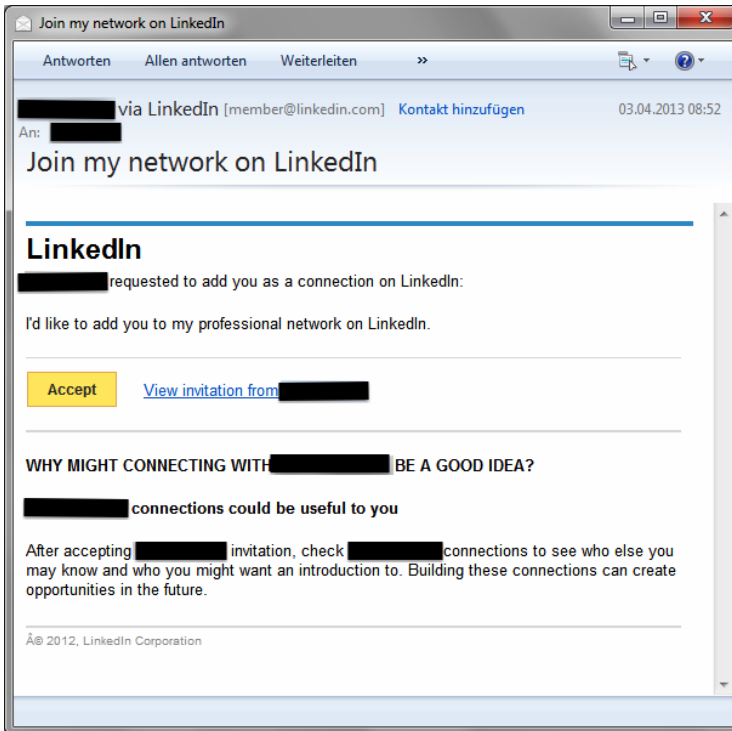 Join my network on LinkedIn
Antworten Allen antworten Weiterleiten »
via LinkedIn [member@linkedin.com] Kontakt hinzufügen 03.04.2013 08:52
An:
Join my network on LinkedIn
LinkedIn
requested to add you as a connection on LinkedIn:
I'd like to add you to my professional network on LinkedIn.
Accept View invitation from
WHY MIGHT CONNECTING WITH BE A GOOD IDEA?
connections could be useful to you
After accepting invitation, check connections to see who else you
may know and who you might want an introduction to. Building these connections can create
opportunities in the future.
Â© 2012, LinkedIn Corporation